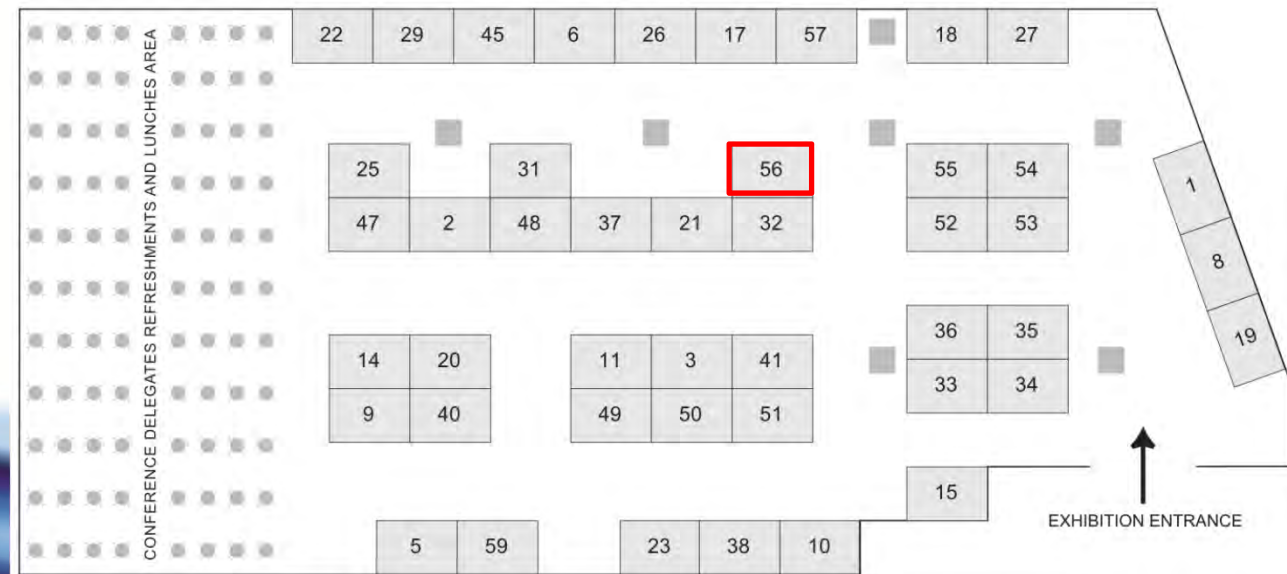 22 29 45 6 26 17 57 18 27
CONFERENCE DELEGATES REFRESHMENTS AND LUNCHES AREA
25 31 56 55 54
1
47 2 48 37 21 32 52 53
8
36 35
19
14 20 11 3 41
33 34
9 40 49 50 51
15
EXHIBITION ENTRANCE
5 59 23 38 10